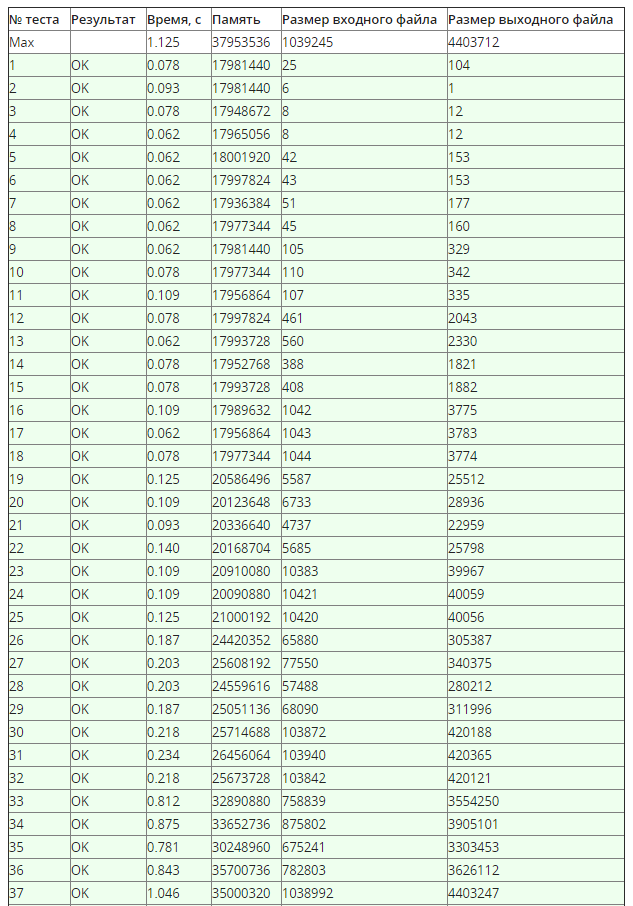 № теста Результат Время, с Память Размер входного файла Размер выходного файла
Max 1.125 37953536 1039245 4403712
1 OK 0.078 17981440 25 104
2 OK 0.093 17981440 6 1
3 OK 0.078 17948672 8 12
4 OK 0.062 17965056 8 12
5 OK 0.062 18001920 42 153
6 OK 0.062 17997824 43 153
7 OK 0.062 17936384 51 177
8 OK 0.062 17977344 45 160
9 OK 0.062 17981440 105 329
10 OK 0.078 17977344 110 342
11 OK 0.109 17956864 107 335
12 OK 0.078 17997824 461 2043
13 OK 0.062 17993728 560 2330
14 OK 0.078 17952768 388 1821
15 OK 0.078 17993728 408 1882
16 OK 0.109 17989632 1042 3775
17 OK 0.062 17956864 1043 3783
18 OK 0.078 17977344 1044 3774
19 OK 0.125 20586496 5587 25512
20 OK 0.109 20123648 6733 28936
21 OK 0.093 20336640 4737 22959
22 OK 0.140 20168704 5685 25798
23 OK 0.109 20910080 10383 39967
24 OK 0.109 20090880 10421 40059
25 OK 0.125 21000192 10420 40056
26 OK 0.187 24420352 65880 305387
27 OK 0.203 25608192 77550 340375
28 OK 0.203 24559616 57488 280212
29 OK 0.187 25051136 68090 311996
30 OK 0.218 25714688 103872 420188
31 OK 0.234 26456064 103940 420365
32 OK 0.218 25673728 103842 420121
33 OK 0.812 32890880 758839 3554250
34 OK 0.875 33652736 875802 3905101
35 OK 0.781 30248960 675241 3303453
36 OK 0.843 35700736 782803 3626112
37 OK 1.046 35000320 1038992 4403247